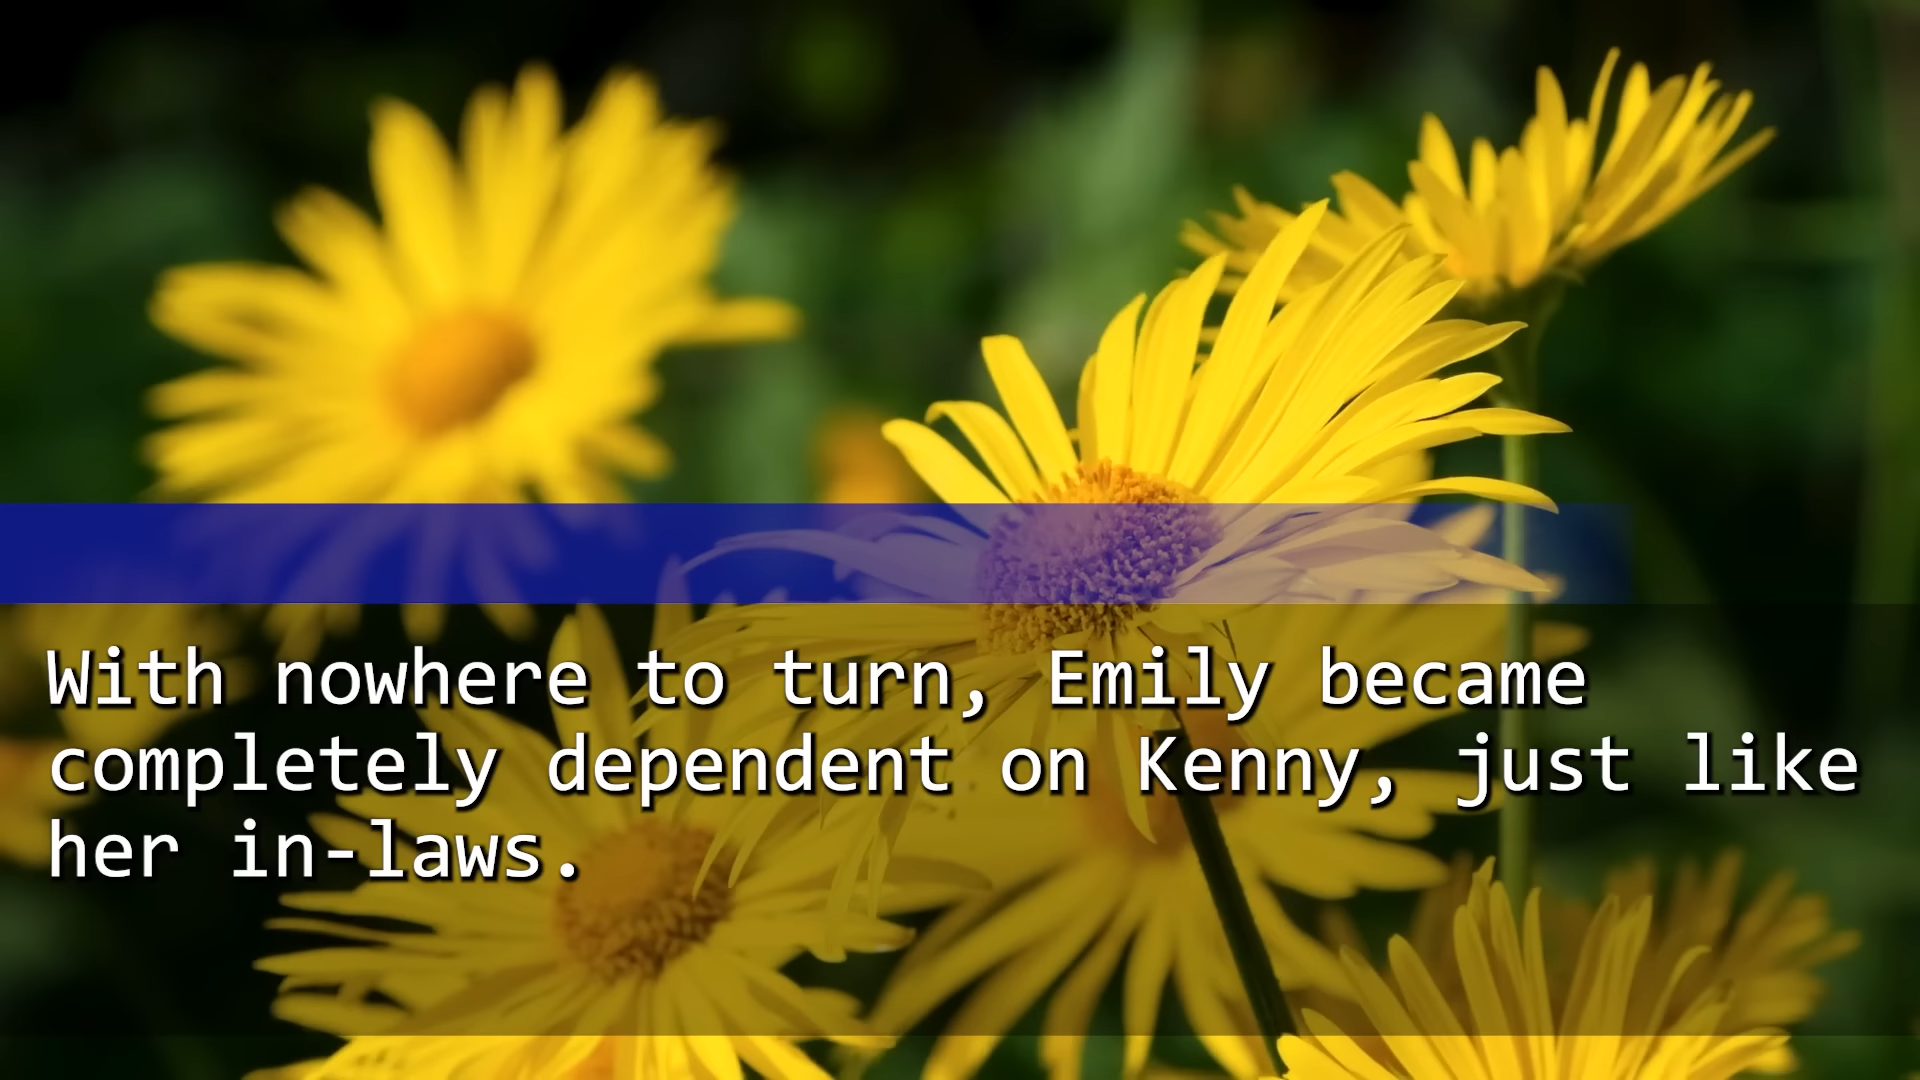 With nowhere to turn, Emily became
completely dependent on Kenny, just like
her in-laws.